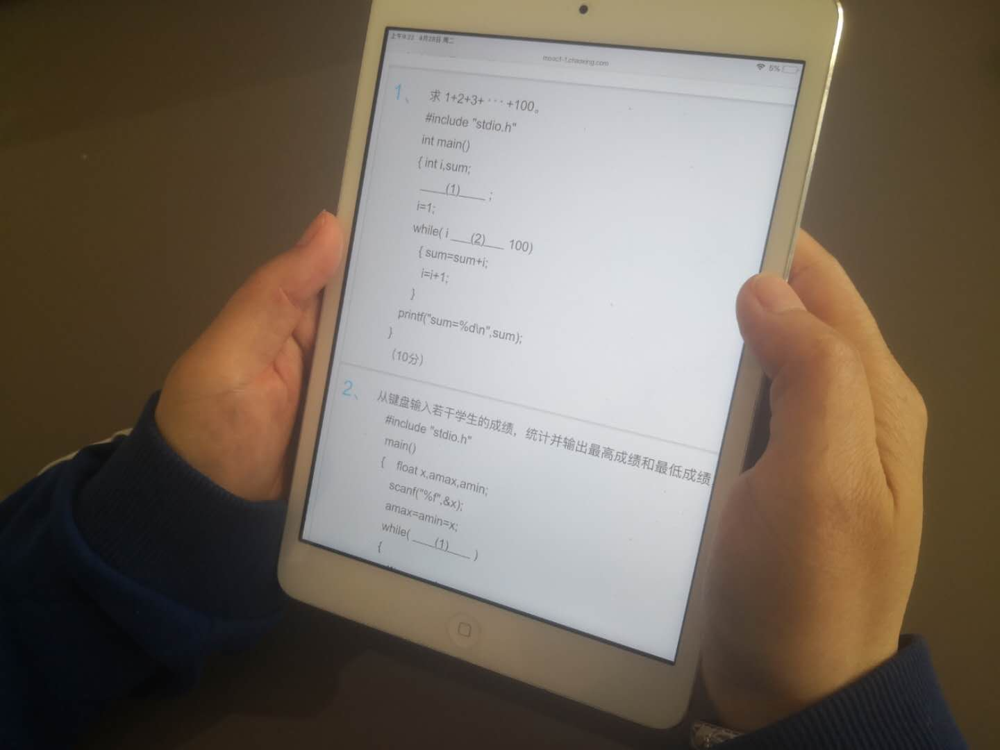 上午9:22 4月28日 周二
mooc1-1.chaoxing.com
5%
1、 求 1+2+3+ ··· +100。
#include "stdio.h"
int main()
{ int i,sum;
____(1)____ ;
i=1;
while( i ___(2)___ 100)
{ sum=sum+i;
i=i+1;
}
printf("sum=%d\n",sum);
}
(10分)
2、 从键盘输入若干学生的成绩，统计并输出最高成绩和最低成绩
#include "stdio.h"
main()
{ float x,amax,amin;
scanf("%f",&x);
amax=amin=x;
while( ____(1)____ )
{